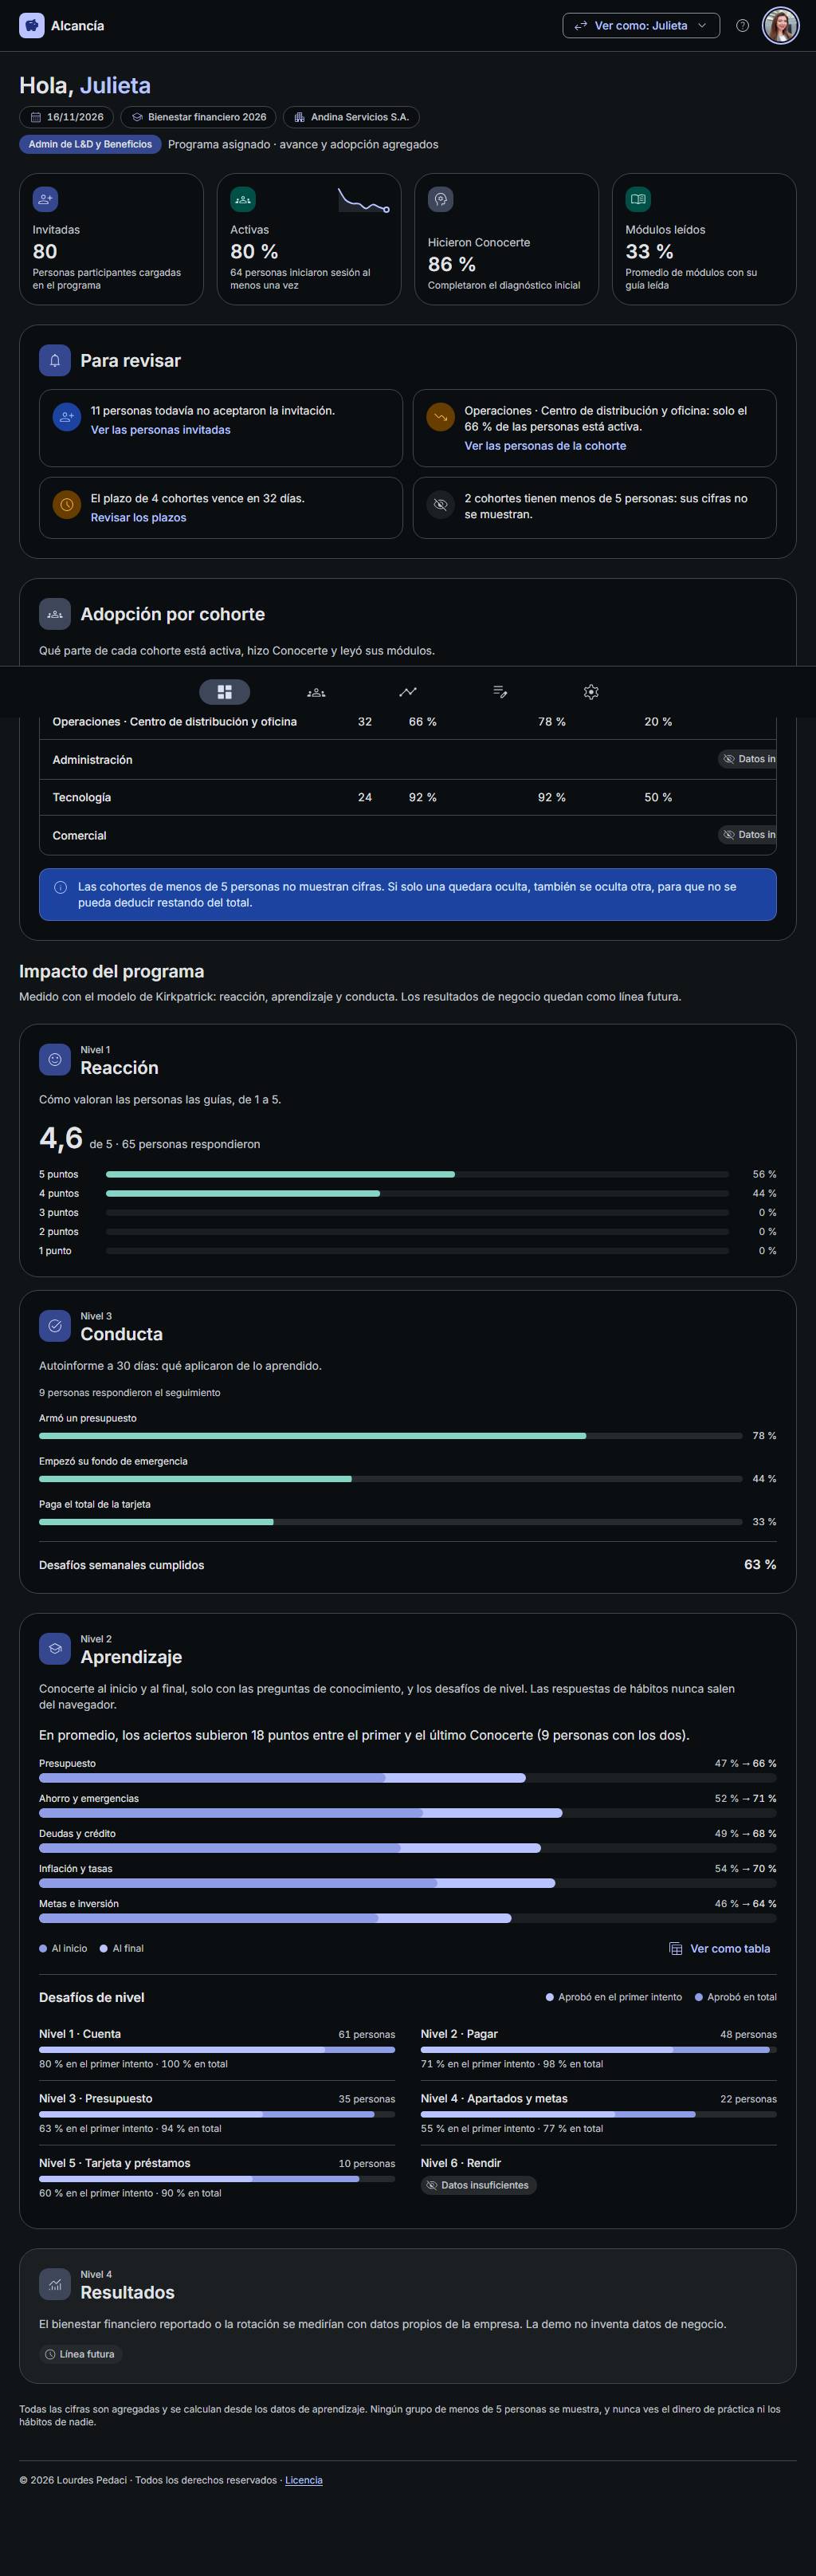 Alcancía
Ver como: Julieta
Hola, Julieta
16/11/2026
Bienestar financiero 2026
Andina Servicios S.A.
Admin de L&D y Beneficios
Programa asignado · avance y adopción agregados
Invitadas
80
Personas participantes cargadas
en el programa
Activas
80 %
64 personas iniciaron sesión al
menos una vez
Hicieron Conocerte
86 %
Completaron el diagnóstico inicial
Módulos leídos
33 %
Promedio de módulos con su
guía leída
Para revisar
11 personas todavía no aceptaron la invitación.
Ver las personas invitadas
Operaciones · Centro de distribución y oficina: solo el
66 % de las personas está activa.
Ver las personas de la cohorte
El plazo de 4 cohortes vence en 32 días.
Revisar los plazos
2 cohortes tienen menos de 5 personas: sus cifras no
se muestran.
Adopción por cohorte
Qué parte de cada cohorte está activa, hizo Conocerte y leyó sus módulos.
Operaciones · Centro de distribución y oficina 32 66 % 78 % 20 %
Administración Datos in
Tecnología 24 92 % 92 % 50 %
Comercial Datos in
Las cohortes de menos de 5 personas no muestran cifras. Si solo una quedara oculta, también se oculta otra, para que no se
pueda deducir restando del total.
Impacto del programa
Medido con el modelo de Kirkpatrick: reacción, aprendizaje y conducta. Los resultados de negocio quedan como línea futura.
Nivel 1
Reacción
Cómo valoran las personas las guías, de 1 a 5.
4,6 de 5 · 65 personas respondieron
5 puntos 56 %
4 puntos 44 %
3 puntos 0 %
2 puntos 0 %
1 punto 0 %
Nivel 3
Conducta
Autoinforme a 30 días: qué aplicaron de lo aprendido.
9 personas respondieron el seguimiento
Armó un presupuesto
78 %
Empezó su fondo de emergencia
44 %
Paga el total de la tarjeta
33 %
Desafíos semanales cumplidos 63 %
Nivel 2
Aprendizaje
Conocerte al inicio y al final, solo con las preguntas de conocimiento, y los desafíos de nivel. Las respuestas de hábitos nunca salen
del navegador.
En promedio, los aciertos subieron 18 puntos entre el primer y el último Conocerte (9 personas con los dos).
Presupuesto 47 % → 66 %
Ahorro y emergencias 52 % → 71 %
Deudas y crédito 49 % → 68 %
Inflación y tasas 54 % → 70 %
Metas e inversión 46 % → 64 %
Al inicio Al final
Ver como tabla
Desafíos de nivel
Aprobó en el primer intento Aprobó en total
Nivel 1 · Cuenta 61 personas
80 % en el primer intento · 100 % en total
Nivel 2 · Pagar 48 personas
71 % en el primer intento · 98 % en total
Nivel 3 · Presupuesto 35 personas
63 % en el primer intento · 94 % en total
Nivel 4 · Apartados y metas 22 personas
55 % en el primer intento · 77 % en total
Nivel 5 · Tarjeta y préstamos 10 personas
60 % en el primer intento · 90 % en total
Nivel 6 · Rendir
Datos insuficientes
Nivel 4
Resultados
El bienestar financiero reportado o la rotación se medirían con datos propios de la empresa. La demo no inventa datos de negocio.
Línea futura
Todas las cifras son agregadas y se calculan desde los datos de aprendizaje. Ningún grupo de menos de 5 personas se muestra, y nunca ves el dinero de práctica ni los
hábitos de nadie.
© 2026 Lourdes Pedaci · Todos los derechos reservados · Licencia